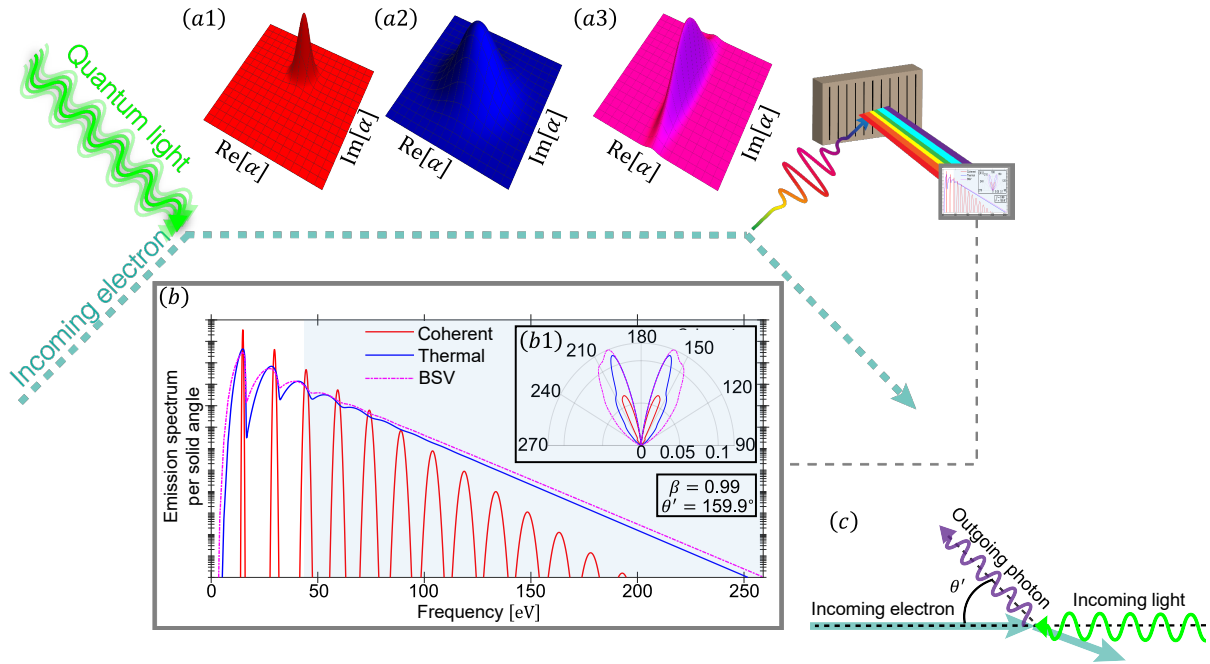 (a1)
(a2)
(a3)
Quantum light
Re[α]
Im[α]
Re[α]
Im[α]
Re[α]
Im[α]
Incoming electron
(b)
0
50
100
150
200
250
Coherent
Thermal
BSV
Emission spectrum
per solid angle
Frequency [eV]
(b1)
180
210
150
240
120
270
90
0
0.05
0.1
β = 0.99
θ′ = 159.9°
(c)
Outgoing photon
θ′
Incoming electron
Incoming light